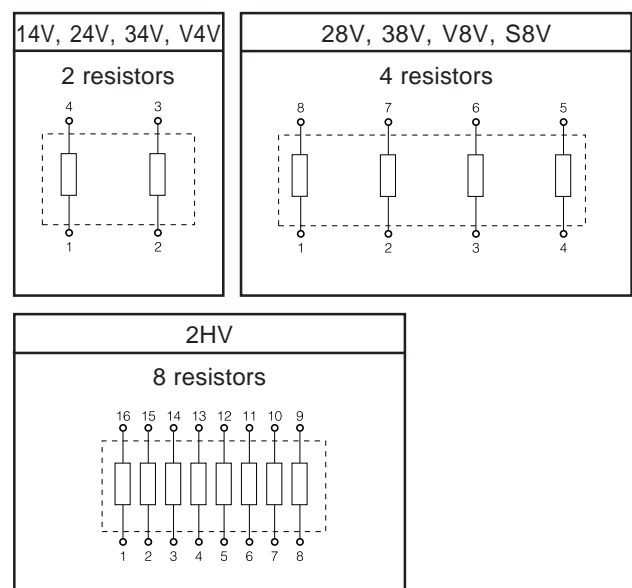 14V, 24V, 34V, V4V
2 resistors
4 3
1 2
28V, 38V, V8V, S8V
4 resistors
8 7 6 5
1 2 3 4
2HV
8 resistors
16 15 14 13 12 11 10 9
1 2 3 4 5 6 7 8